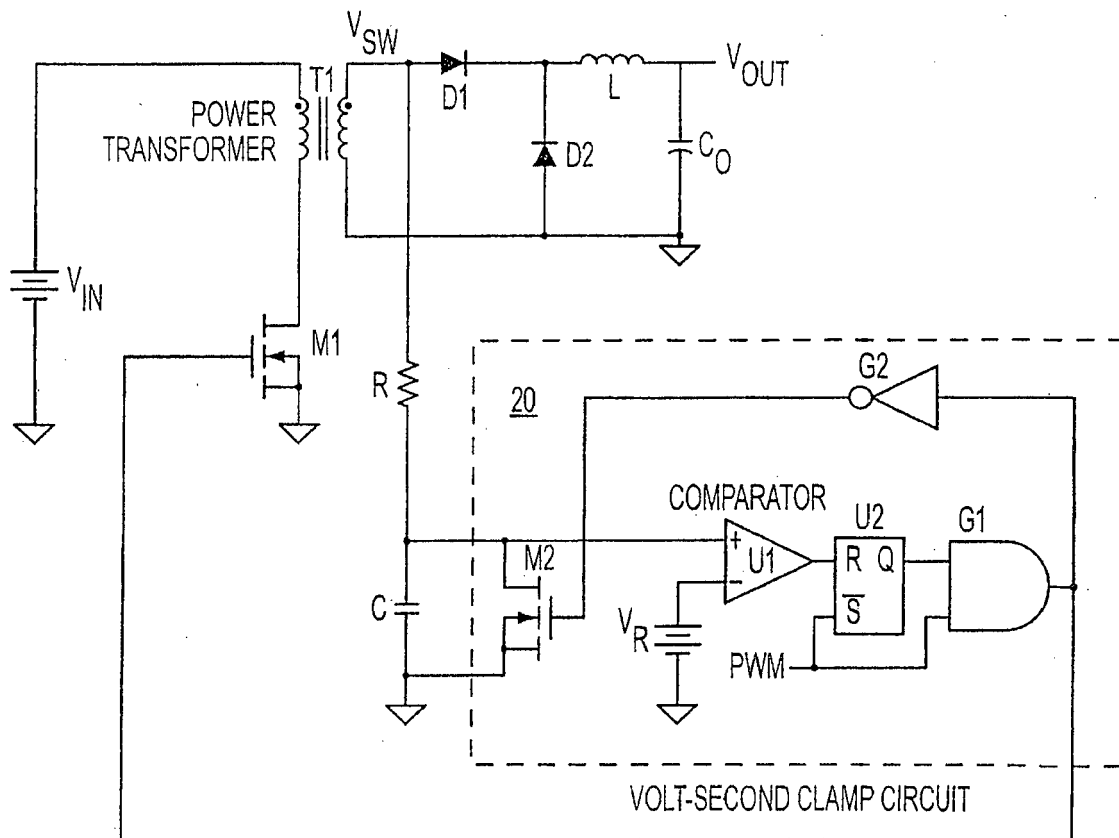 V_SW
T1
POWER
TRANSFORMER
D1
L
V_OUT
D2
C_O
V_IN
M1
R
20
G2
COMPARATOR
U1
+
-
U2
R Q
S̅
G1
M2
C
V_R
PWM
VOLT-SECOND CLAMP CIRCUIT